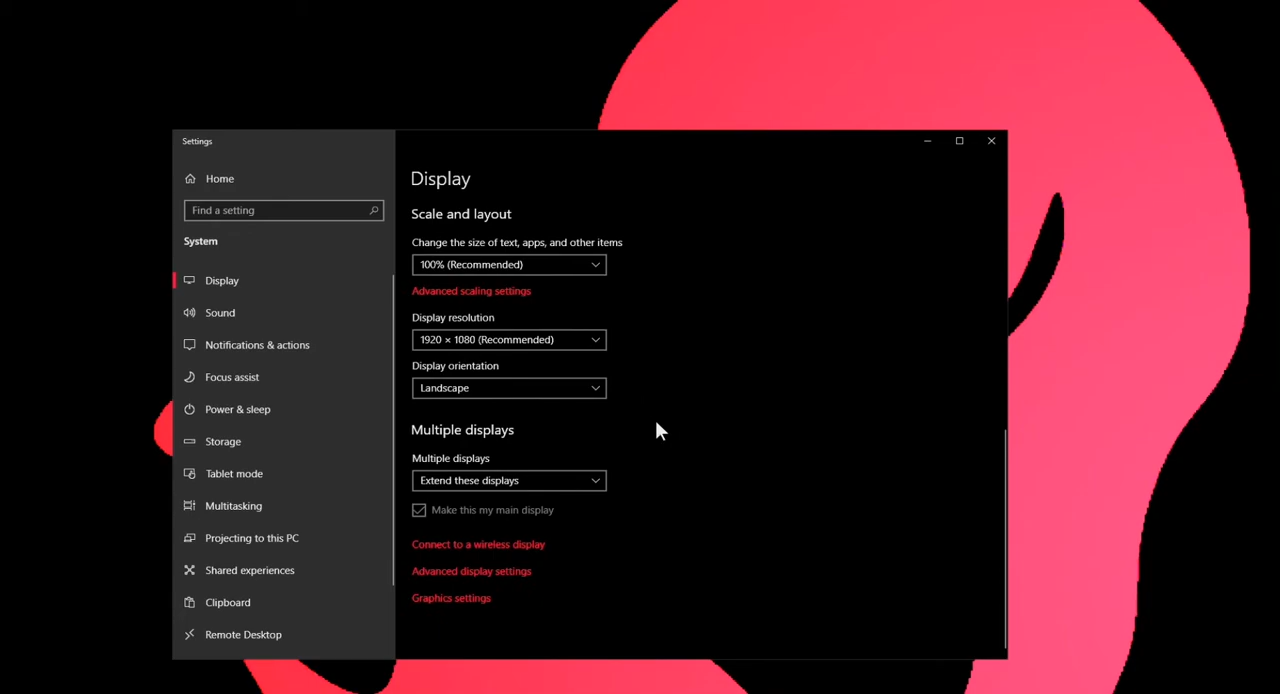 Settings
Home
Find a setting
System
Display
Sound
Notifications & actions
Focus assist
Power & sleep
Storage
Tablet mode
Multitasking
Projecting to this PC
Shared experiences
Clipboard
Remote Desktop
Display
Scale and layout
Change the size of text, apps, and other items
100% (Recommended)
Advanced scaling settings
Display resolution
1920 × 1080 (Recommended)
Display orientation
Landscape
Multiple displays
Multiple displays
Extend these displays
Make this my main display
Connect to a wireless display
Advanced display settings
Graphics settings